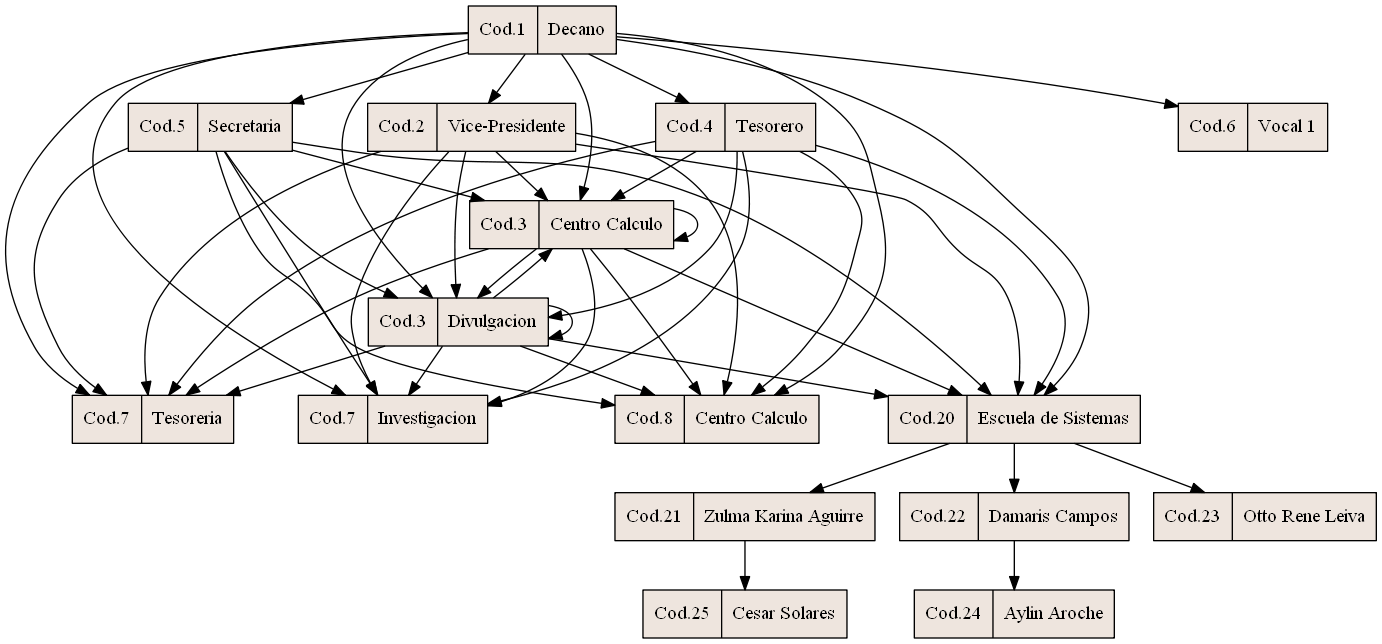 Cod.1 Decano
Cod.5 Secretaria
Cod.2 Vice-Presidente
Cod.4 Tesorero
Cod.6 Vocal 1
Cod.3 Centro Calculo
Cod.3 Divulgacion
Cod.7 Tesoreria
Cod.7 Investigacion
Cod.8 Centro Calculo
Cod.20 Escuela de Sistemas
Cod.21 Zulma Karina Aguirre
Cod.22 Damaris Campos
Cod.23 Otto Rene Leiva
Cod.25 Cesar Solares
Cod.24 Aylin Aroche